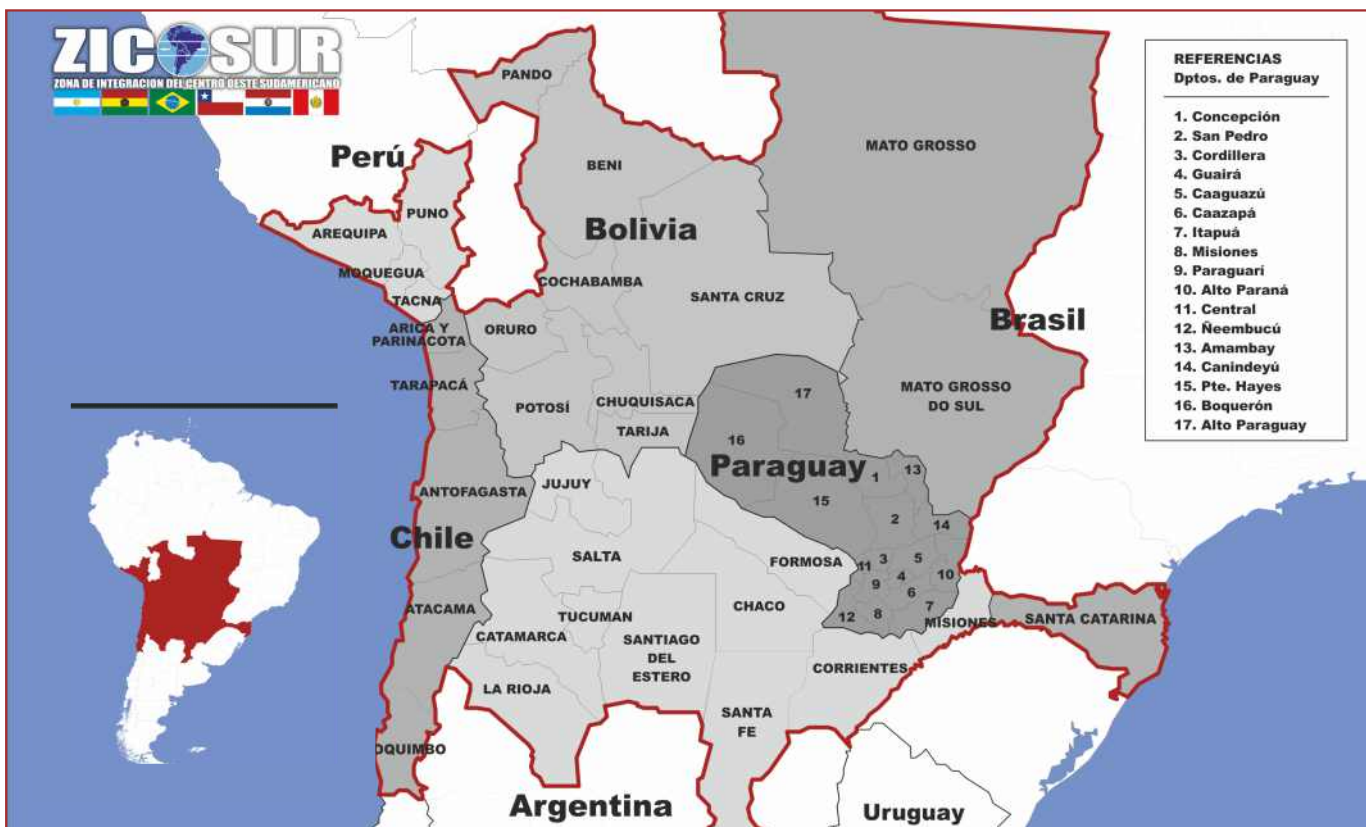 ZICOSUR
ZONA DE INTEGRACION DEL CENTRO OESTE SUDAMERICANO
REFERENCIAS
Dptos. de Paraguay
1. Concepción
2. San Pedro
3. Cordillera
4. Guairá
5. Caaguazú
6. Caazapá
7. Itapuá
8. Misiones
9. Paraguarí
10. Alto Paraná
11. Central
12. Ñeembucú
13. Amambay
14. Canindeyú
15. Pte. Hayes
16. Boquerón
17. Alto Paraguay
PANDO
MATO GROSSO
Perú
BENI
PUNO
Bolivia
AREQUIPA
MOQUEGUA
COCHABAMBA
TACNA
SANTA CRUZ
Brasil
ARICA Y
PARINACOTA
ORURO
TARAPACÁ
MATO GROSSO
DO SUL
POTOSÍ
CHUQUISACA
17
TARIJA
16
Paraguay
1
13
JUJUY
ANTOFAGASTA
15
2
14
Chile
SALTA
FORMOSA
11
3
5
4
10
9
6
ATACAMA
TUCUMAN
CHACO
12
8
7
MISIONES
SANTA CATARINA
CATAMARCA
SANTIAGO
DEL
ESTERO
CORRIENTES
LA RIOJA
SANTA
FE
OQUIMBO
Argentina
Uruguay